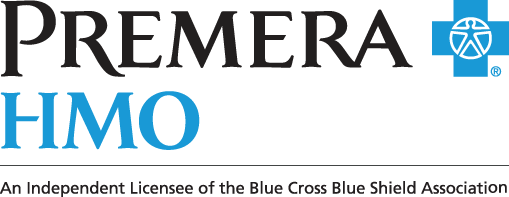 PREMERA
®
HMO
An Independent Licensee of the Blue Cross Blue Shield Association